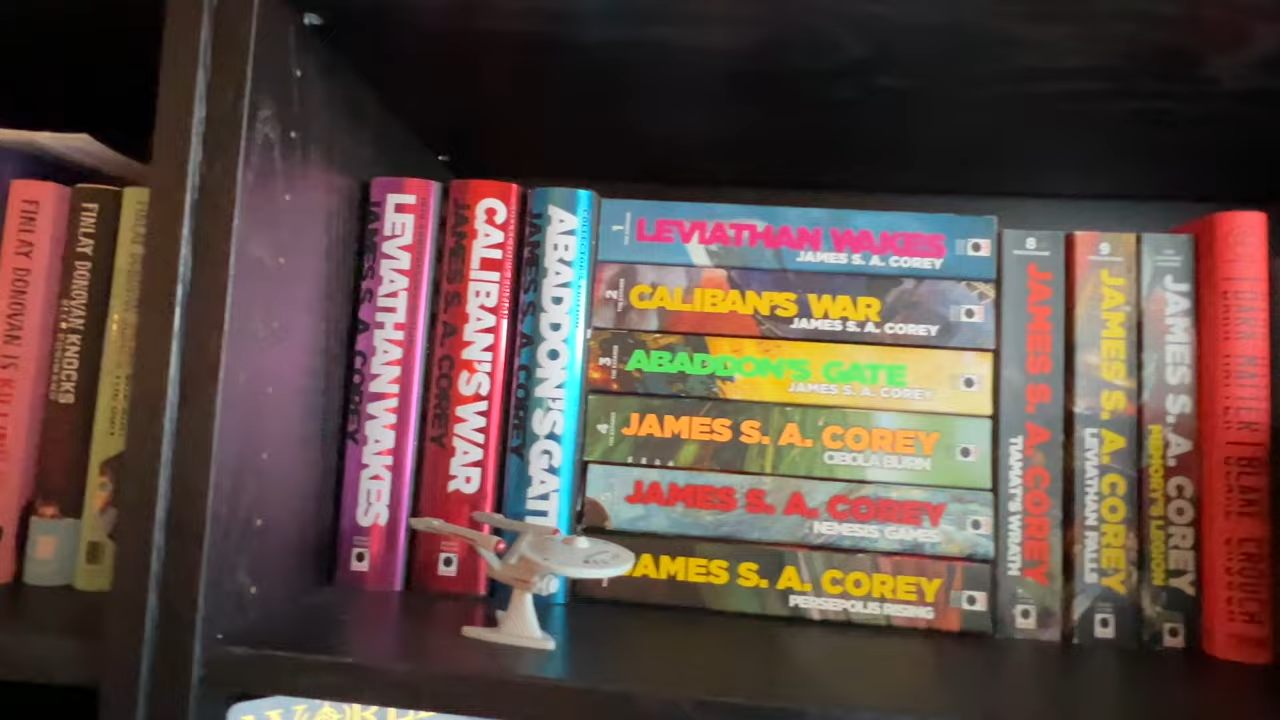 FINLAY DONOVAN IS
FINLAY DONOVAN KNOCKS
LEVIATHAN WAKES
JAMES S. A. COREY
CALIBAN'S WAR
JAMES S. A. COREY
COLLECTOR'S EDITION
ABADDON'S GAT
JAMES S. A. COREY
1
LEVIATHAN WAKES
JAMES S. A. COREY
2
CALIBAN'S WAR
JAMES S. A. COREY
3
ABADDON'S GATE
JAMES S. A. COREY
4
JAMES S. A. COREY
CIBOLA BURN
JAMES S. A. COREY
NEMESIS GAMES
JAMES S. A. COREY
PERSEPOLIS RISING
8
JAMES S. A. COREY
TIAMAT'S WRATH
9
JAMES S. A. COREY
LEVIATHAN FALLS
JAMES S. A. COREY
MEMORY'S LEGION
DARK MATTER BLAKE CROUCH